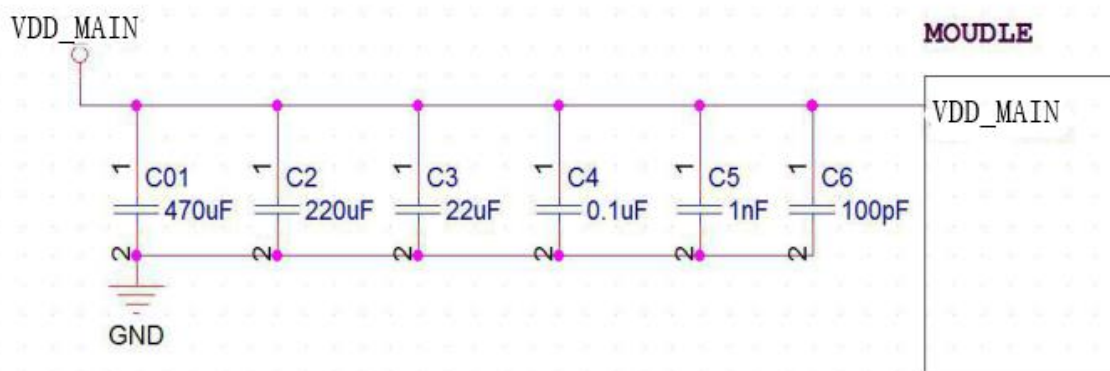 VDD_MAIN
MOUDLE
VDD_MAIN
1 C01 470uF 2
1 C2 220uF 2
1 C3 22uF 2
1 C4 0.1uF 2
1 C5 1nF 2
1 C6 100pF 2
GND